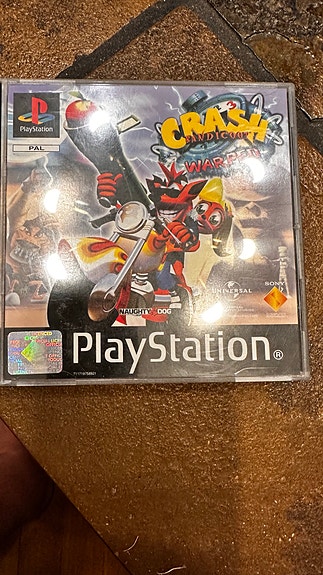 PlayStation
PAL
3
CRASH
BANDICOOT
WARPED
UNIVERSAL
SONY
NAUGHTY DOG
PlayStation®